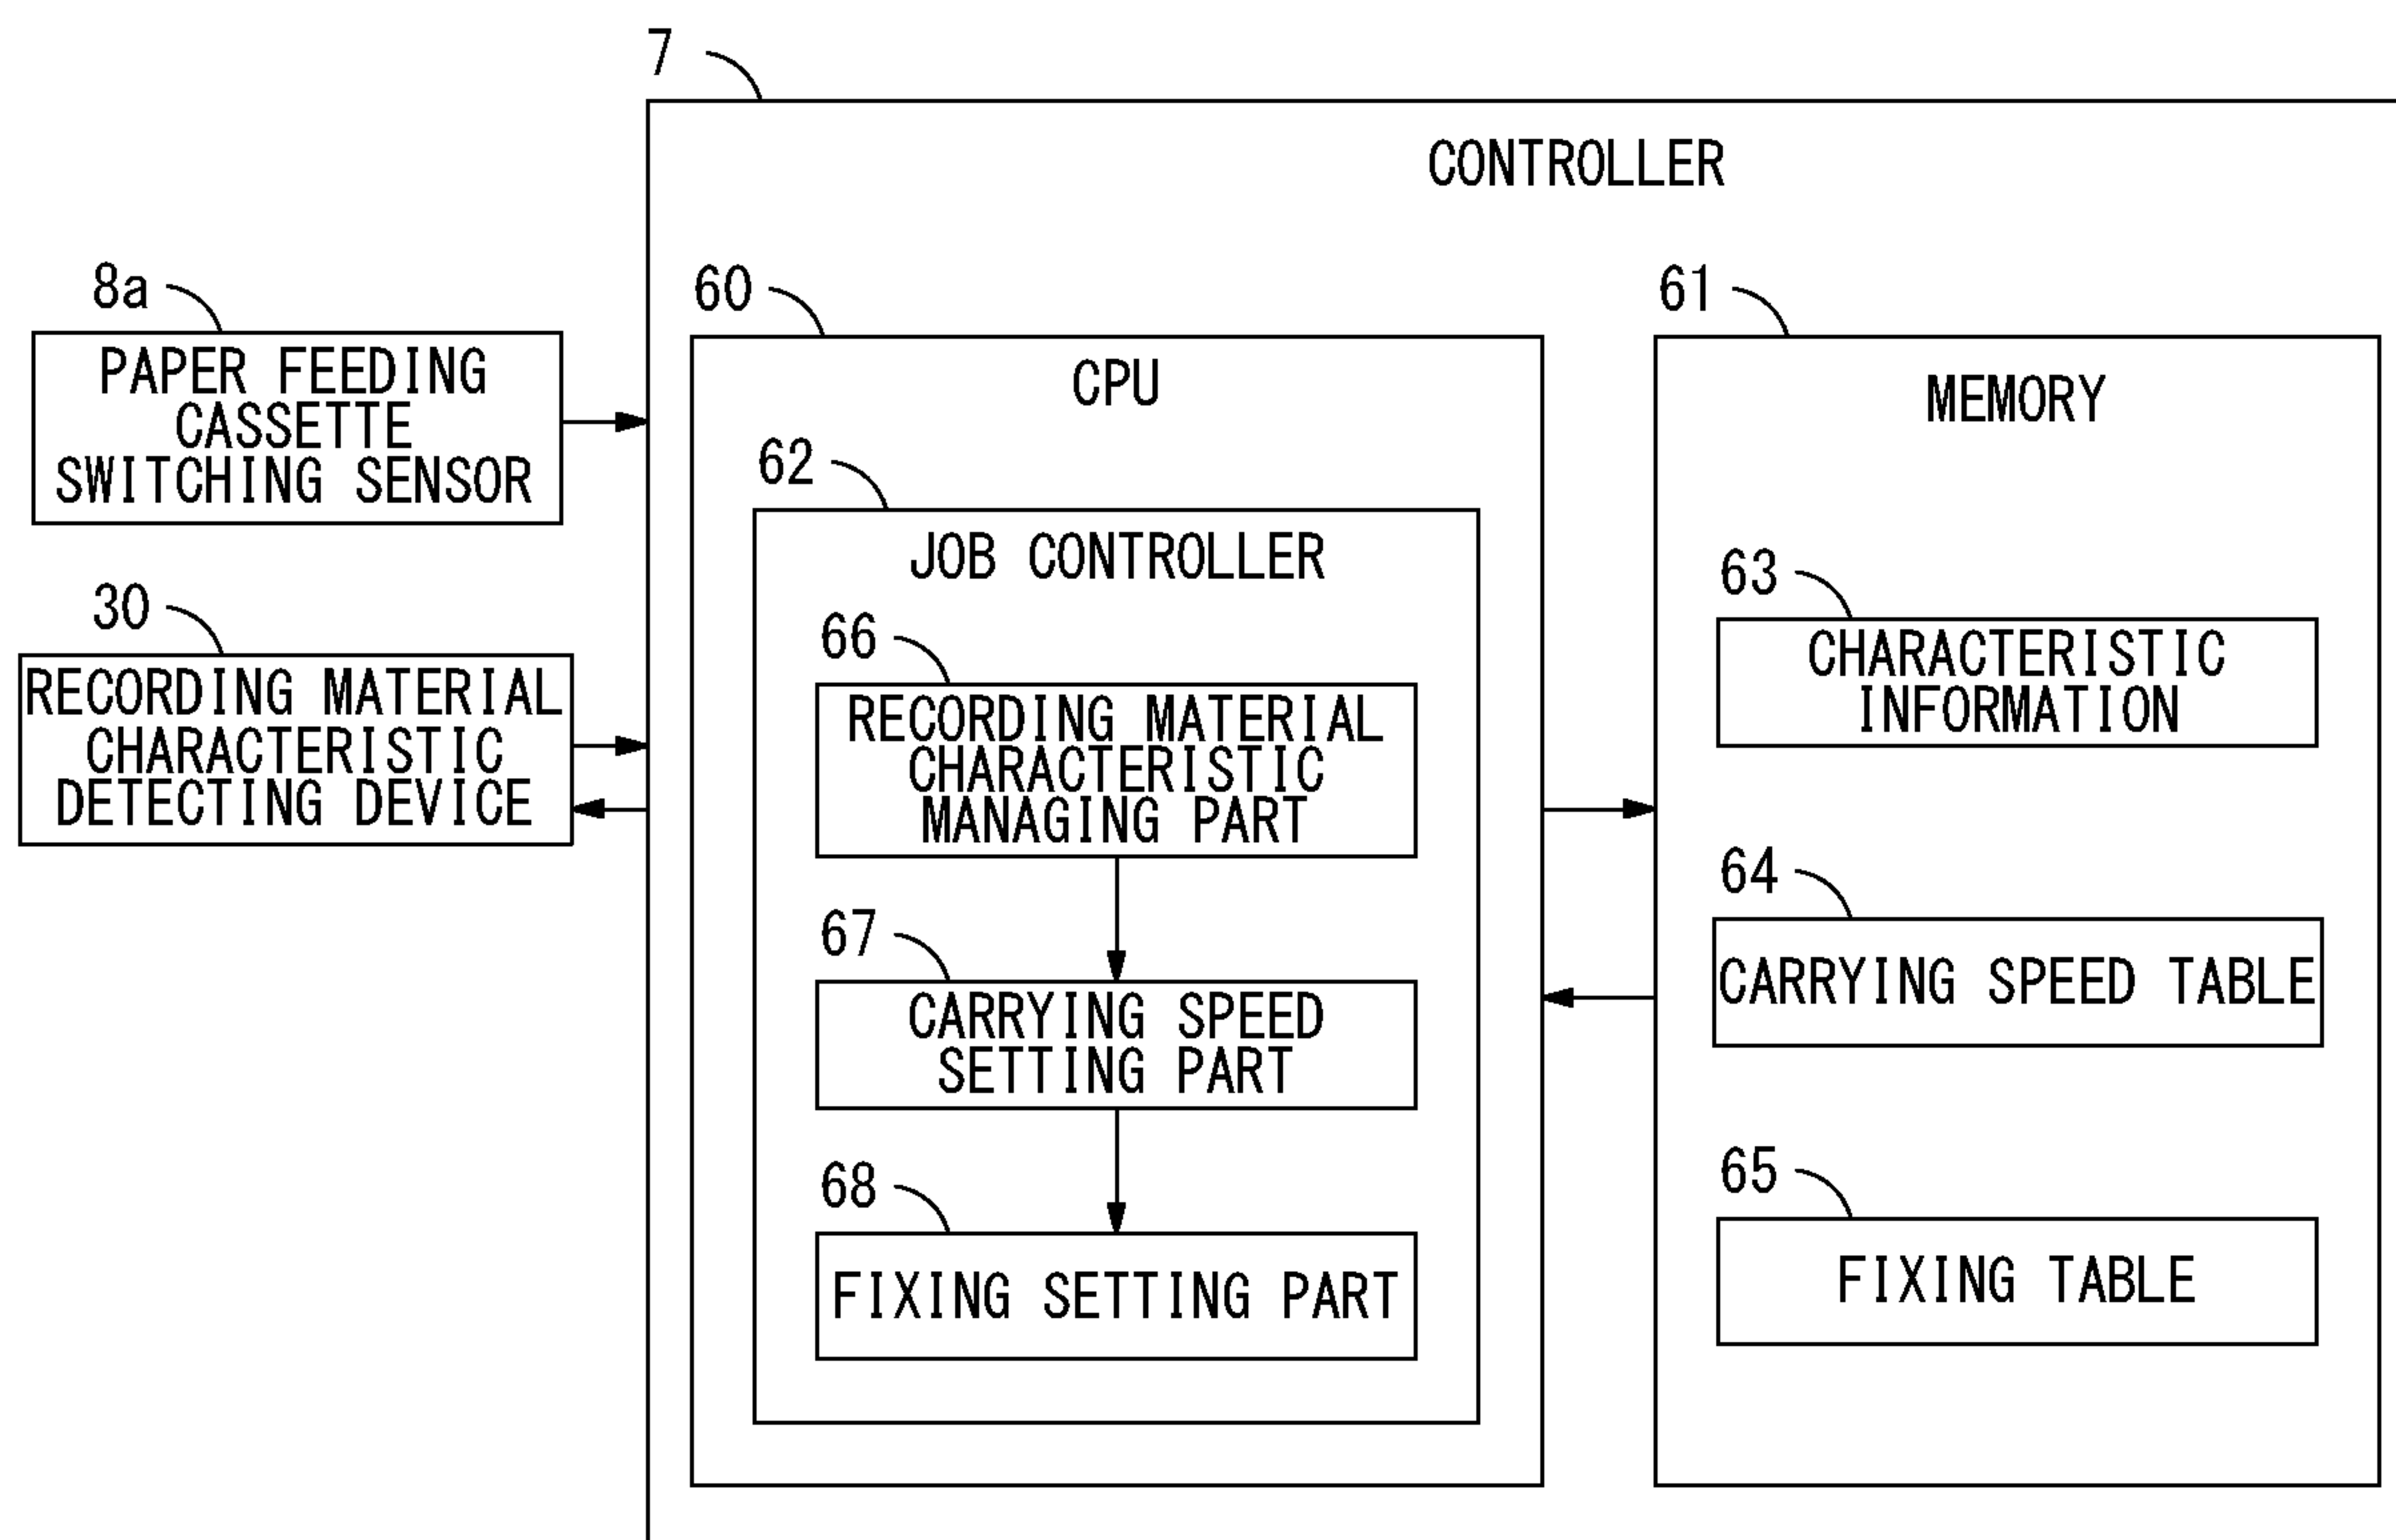 7
CONTROLLER
8a
PAPER FEEDING
CASSETTE
SWITCHING SENSOR
30
RECORDING MATERIAL
CHARACTERISTIC
DETECTING DEVICE
60
CPU
62
JOB CONTROLLER
66
RECORDING MATERIAL
CHARACTERISTIC
MANAGING PART
67
CARRYING SPEED
SETTING PART
68
FIXING SETTING PART
61
MEMORY
63
CHARACTERISTIC
INFORMATION
64
CARRYING SPEED TABLE
65
FIXING TABLE